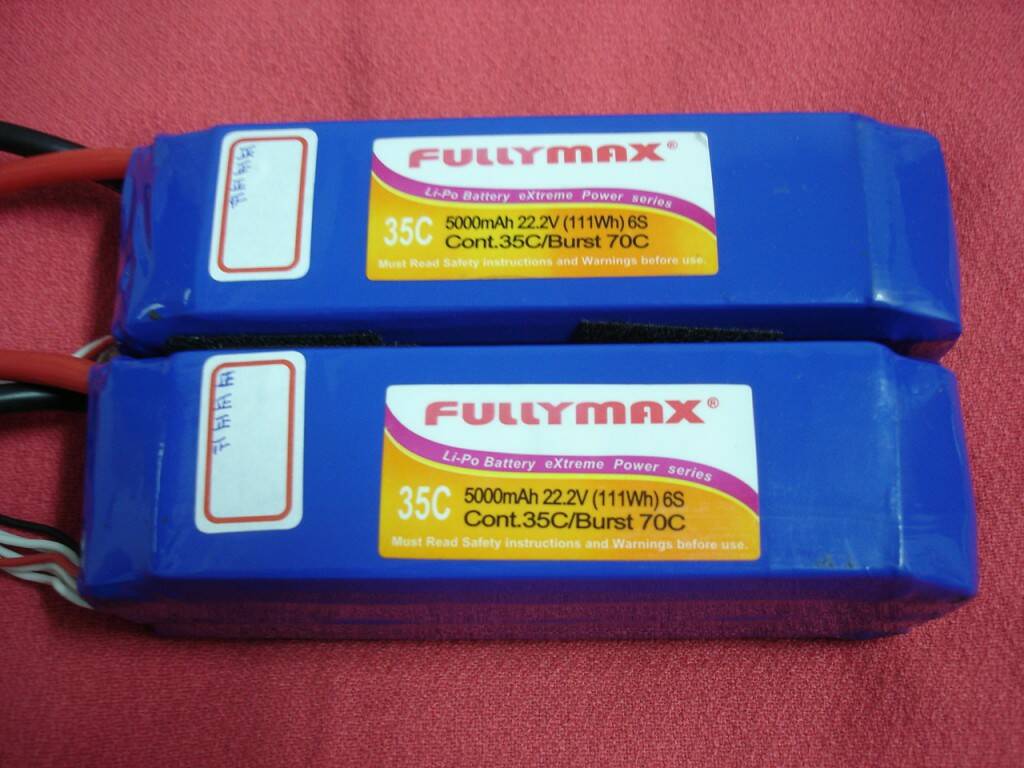 FULLYMAX®
Li-Po Battery eXtreme Power series
35C 5000mAh 22.2V (111Wh) 6S
Cont.35C/Burst 70C
Must Read Safety instructions and Warnings before use.
FULLYMAX®
Li-Po Battery eXtreme Power series
35C 5000mAh 22.2V (111Wh) 6S
Cont.35C/Burst 70C
Must Read Safety instructions and Warnings before use.